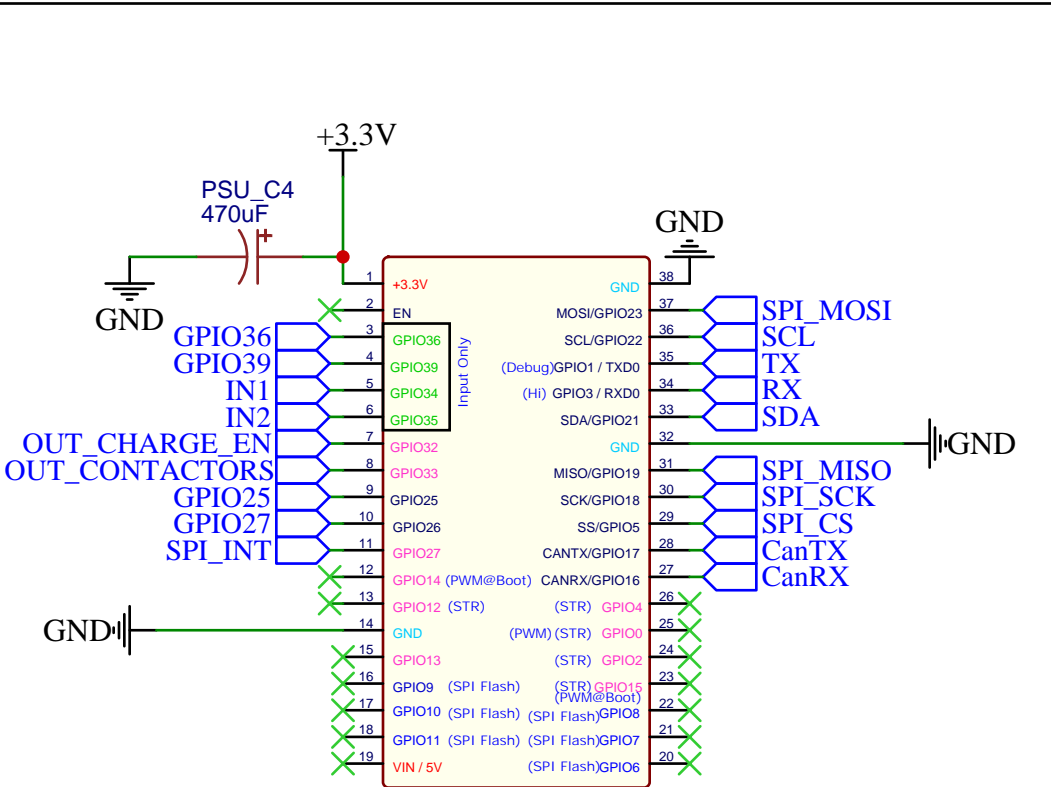 +3.3V
PSU_C4
470uF
GND
GND
1 +3.3V GND 38
2 EN MOSI/GPIO23 37 SPI_MOSI
GPIO36 3 GPIO36 SCL/GPIO22 36 SCL
GPIO39 4 GPIO39 (Debug)GPIO1 / TXD0 35 TX
IN1 5 GPIO34 (Hi) GPIO3 / RXD0 34 RX
IN2 6 GPIO35 SDA/GPIO21 33 SDA
Input Only
OUT_CHARGE_EN 7 GPIO32 GND 32 GND
OUT_CONTACTORS 8 GPIO33 MISO/GPIO19 31 SPI_MISO
GPIO25 9 GPIO25 SCK/GPIO18 30 SPI_SCK
GPIO27 10 GPIO26 SS/GPIO5 29 SPI_CS
SPI_INT 11 GPIO27 CANTX/GPIO17 28 CanTX
12 GPIO14 (PWM@Boot) CANRX/GPIO16 27 CanRX
13 GPIO12 (STR) (STR) GPIO4 26
GND 14 GND (PWM) (STR) GPIO0 25
15 GPIO13 (STR) GPIO2 24
16 GPIO9 (SPI Flash) (STR) GPIO15 23
(PWM@Boot)
17 GPIO10 (SPI Flash) (SPI Flash)GPIO8 22
18 GPIO11 (SPI Flash) (SPI Flash)GPIO7 21
19 VIN / 5V (SPI Flash)GPIO6 20